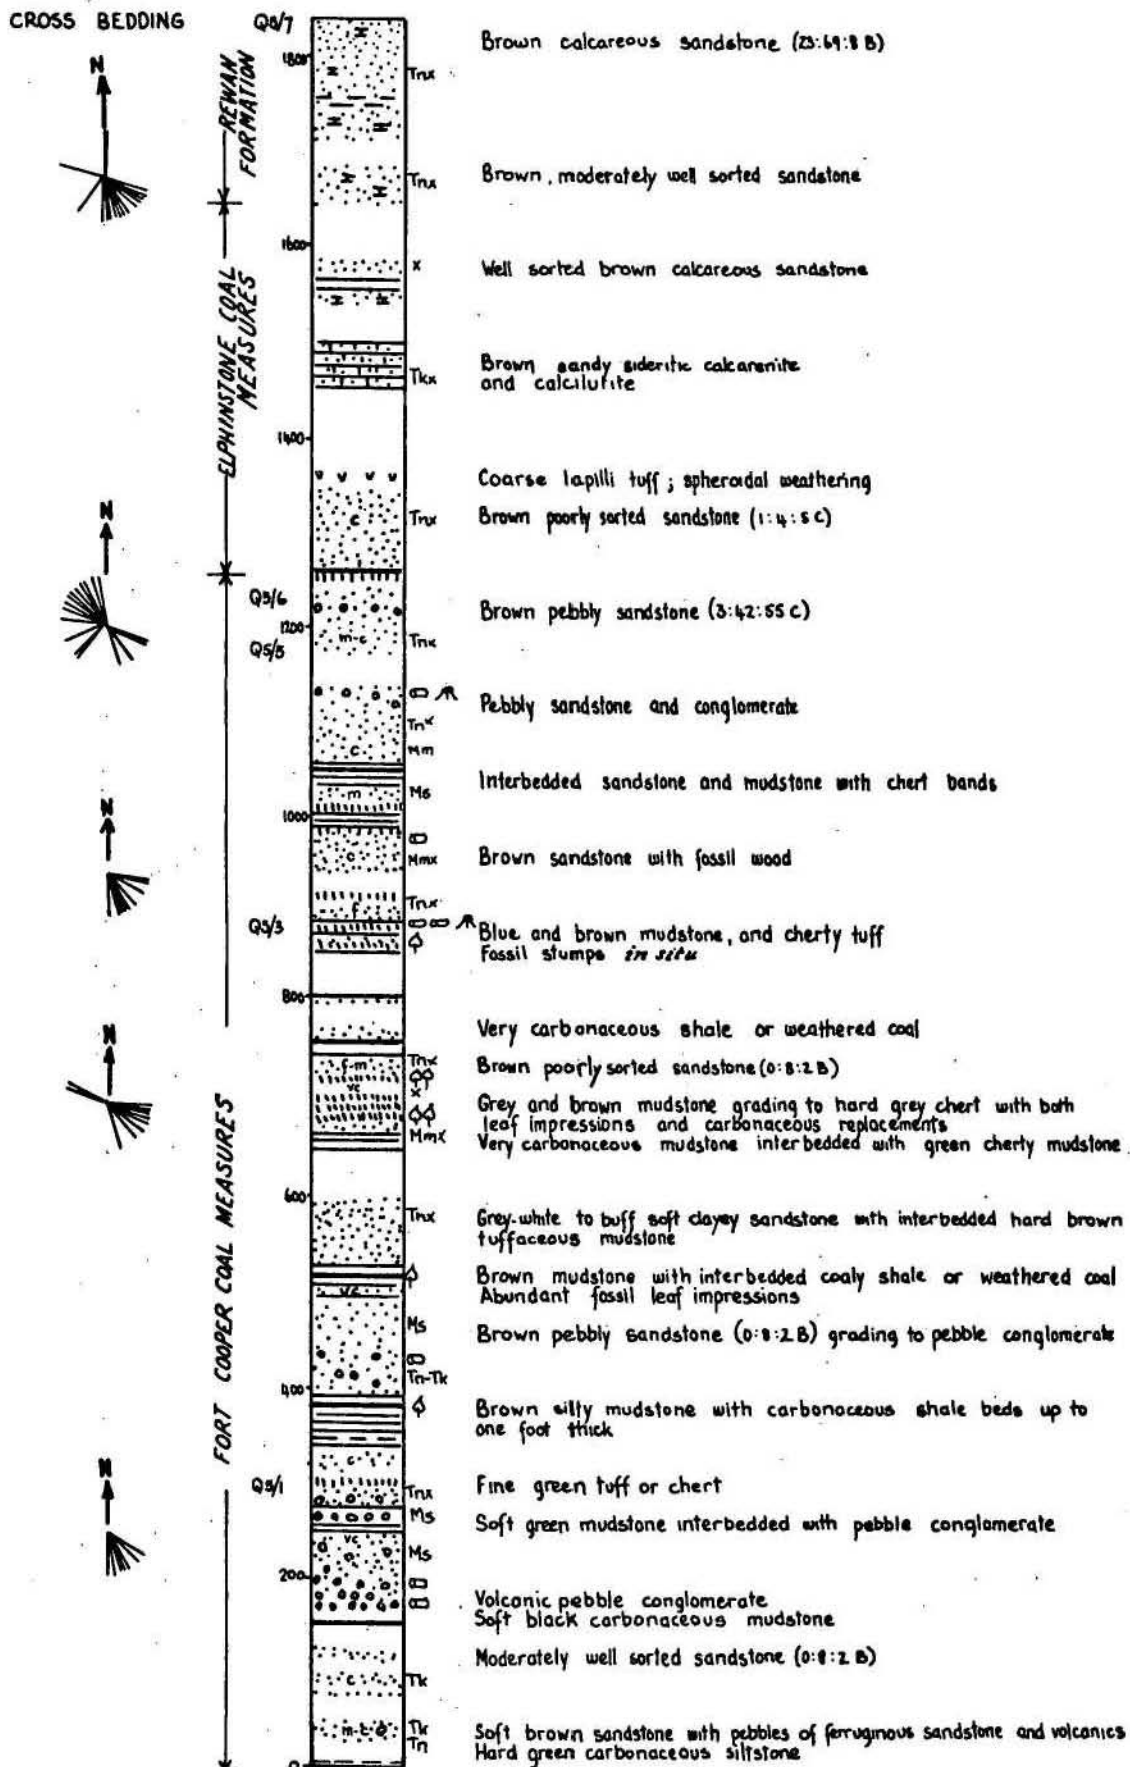 CROSS BEDDING
Q8/7
Brown calcareous sandstone (23:69:8 B)
1800
N
REWAN
FORMATION
Tnx
Tnx
Brown, moderately well sorted sandstone
1600
x
Well sorted brown calcareous sandstone
ELPHINSTONE COAL
MEASURES
Brown sandy sideritic calcarenite
Tkx
and calcilutite
1400
Coarse lapilli tuff; spheroidal weathering
c
Tnx
Brown poorly sorted sandstone (1:4:5 C)
N
Q5/6
Brown pebbly sandstone (3:42:55 C)
1200
m-c
Tnx
Q5/5
Pebbly sandstone and conglomerate
Tnx
c
Mm
Interbedded sandstone and mudstone with chert bands
m
Ms
N
1000
c
Mmx
Brown sandstone with fossil wood
Tnx
f
Q5/3
Blue and brown mudstone, and cherty tuff
Fossil stumps in situ
800
Very carbonaceous shale or weathered coal
N
Tnx
f-m
Brown poorly sorted sandstone (0:8:2 B)
vc
x
Grey and brown mudstone grading to hard grey chert with both
leaf impressions and carbonaceous replacements
Mmx
Very carbonaceous mudstone interbedded with green cherty mudstone
FORT COOPER COAL MEASURES
600
Tnx
Grey-white to buff soft clayey sandstone with interbedded hard brown
tuffaceous mudstone
Brown mudstone with interbedded coaly shale or weathered coal
vc
Abundant fossil leaf impressions
Ms
Brown pebbly sandstone (0:8:2 B) grading to pebble conglomerate
Tn-Tk
400
Brown silty mudstone with carbonaceous shale beds up to
one foot thick
c
N
Q5/1
Tnx
Fine green tuff or chert
Ms
Soft green mudstone interbedded with pebble conglomerate
vc
Ms
200
Volcanic pebble conglomerate
Soft black carbonaceous mudstone
Moderately well sorted sandstone (0:8:2 B)
c
Tk
m-c
Tk
Soft brown sandstone with pebbles of ferruginous sandstone and volcanics
Tn
Hard green carbonaceous siltstone
0